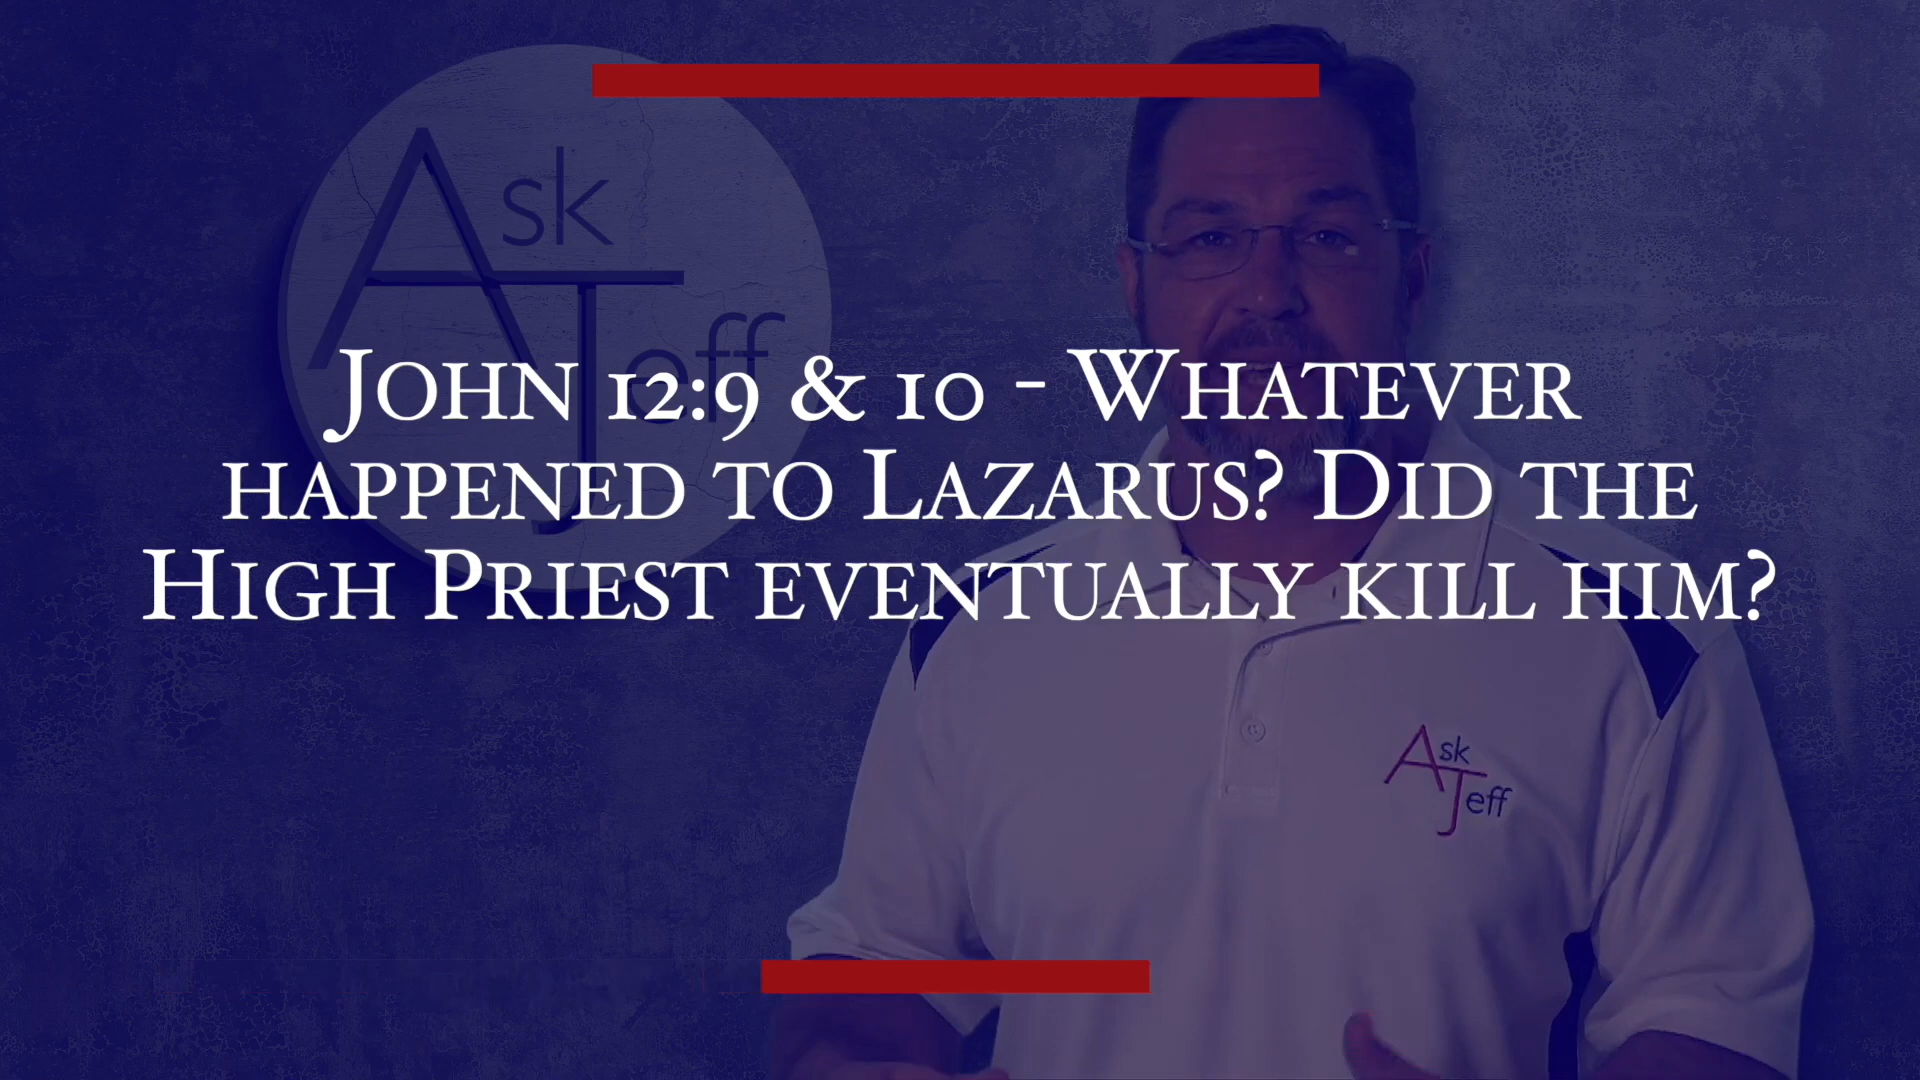 Ask
Jeff
John 12:9 & 10 - Whatever
happened to Lazarus? Did the
High Priest eventually kill him?
Ask
Jeff